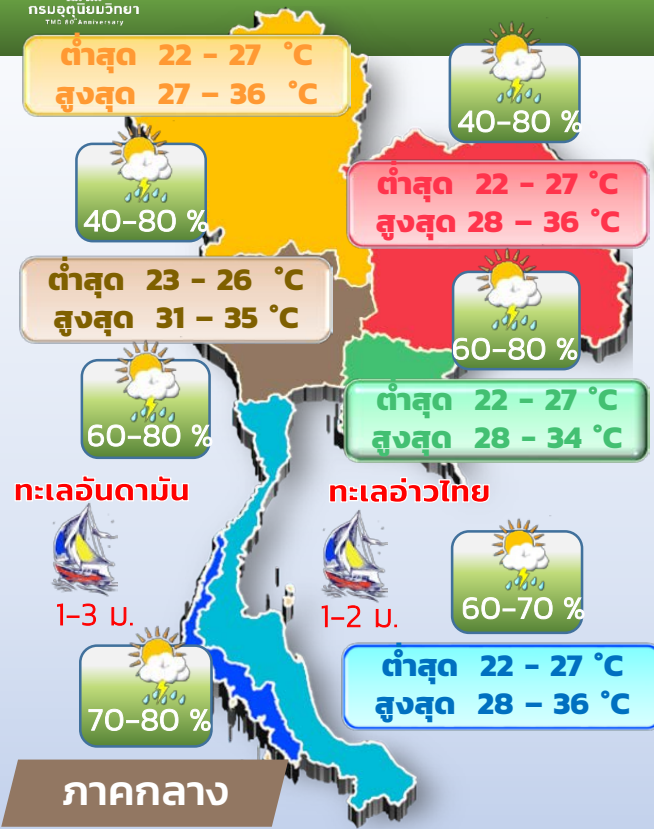 กรมอุตุนิยมวิทยา
TMD 80 Anniversary
ต่ำสุด 22 - 27 °C
สูงสุด 27 – 36 °C
40-80 %
40-80 %
ต่ำสุด 22 - 27 °C
สูงสุด 28 – 36 °C
ต่ำสุด 23 - 26 °C
สูงสุด 31 – 35 °C
60-80 %
60-80 %
ต่ำสุด 22 - 27 °C
สูงสุด 28 - 34 °C
ทะเลอันดามัน
ทะเลอ่าวไทย
1-3 ม.
1-2 ม.
60-70 %
ต่ำสุด 22 - 27 °C
สูงสุด 28 – 36 °C
70-80 %
ภาคกลาง